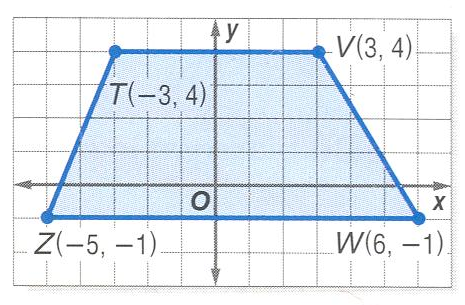 y
V(3, 4)
T(−3, 4)
O
x
Z(−5, −1)
W(6, −1)